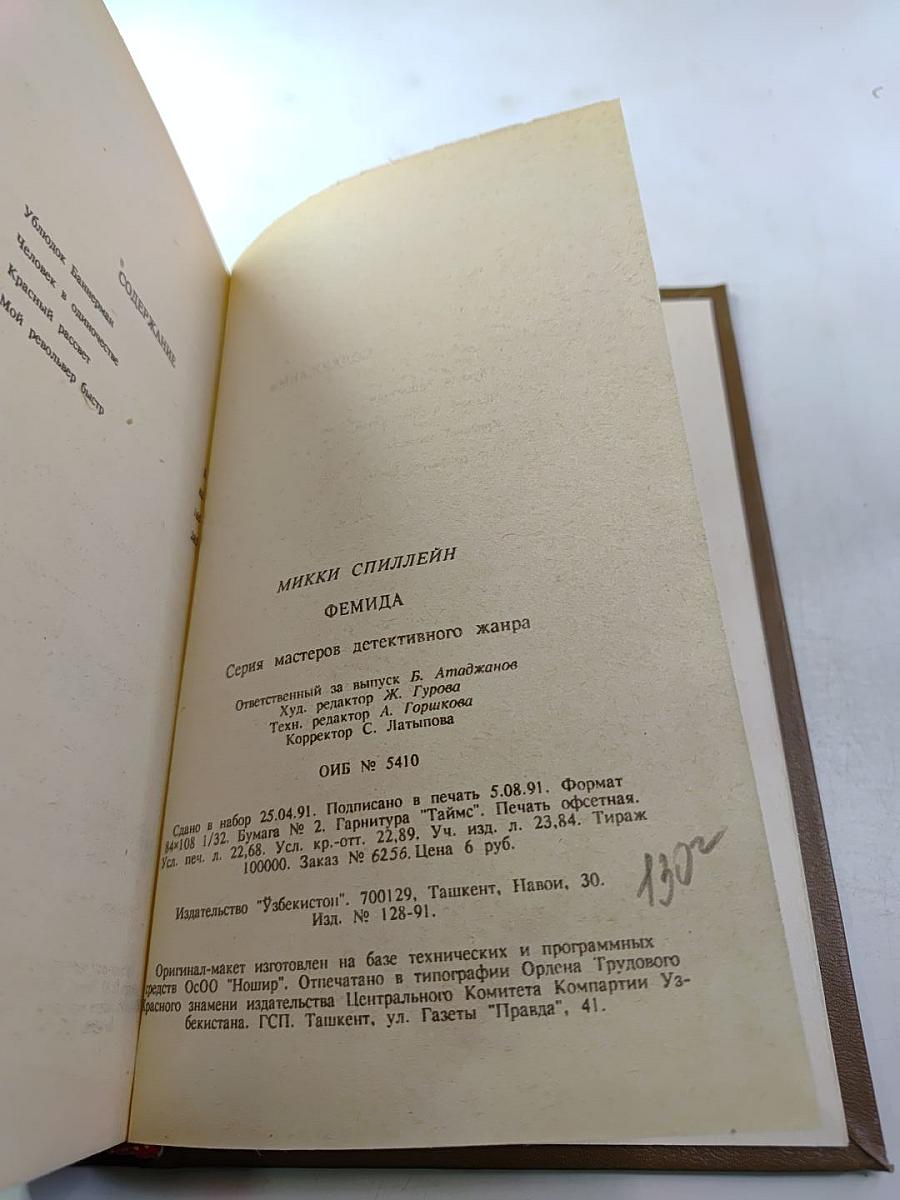 СОДЕРЖАНИЕ
Ублюдок Баннерман
Человек в одиночестве
Красный рассвет
Мой револьвер быстр
МИККИ СПИЛЛЕЙН
ФЕМИДА
Серия мастеров детективного жанра
Ответственный за выпуск Б. Атаджанов
Худ. редактор Ж. Гурова
Техн. редактор А. Горшкова
Корректор С. Латыпова
ОИБ № 5410
Сдано в набор 25.04.91. Подписано в печать 5.08.91. Формат
84×108 1/32. Бумага № 2. Гарнитура "Таймс". Печать офсетная.
Усл. печ. л. 22,68. Усл. кр.-отт. 22,89. Уч. изд. л. 23,84. Тираж
100000. Заказ № 6256. Цена 6 руб.
Издательство "Ўзбекистон". 700129, Ташкент, Навои, 30.
Изд. № 128-91.
Оригинал-макет изготовлен на базе технических и программных
средств ОсОО "Ношир". Отпечатано в типографии Ордена Трудового
Красного знамени издательства Центрального Комитета Компартии Уз-
бекистана. ГСП. Ташкент, ул. Газеты "Правда", 41.
130г